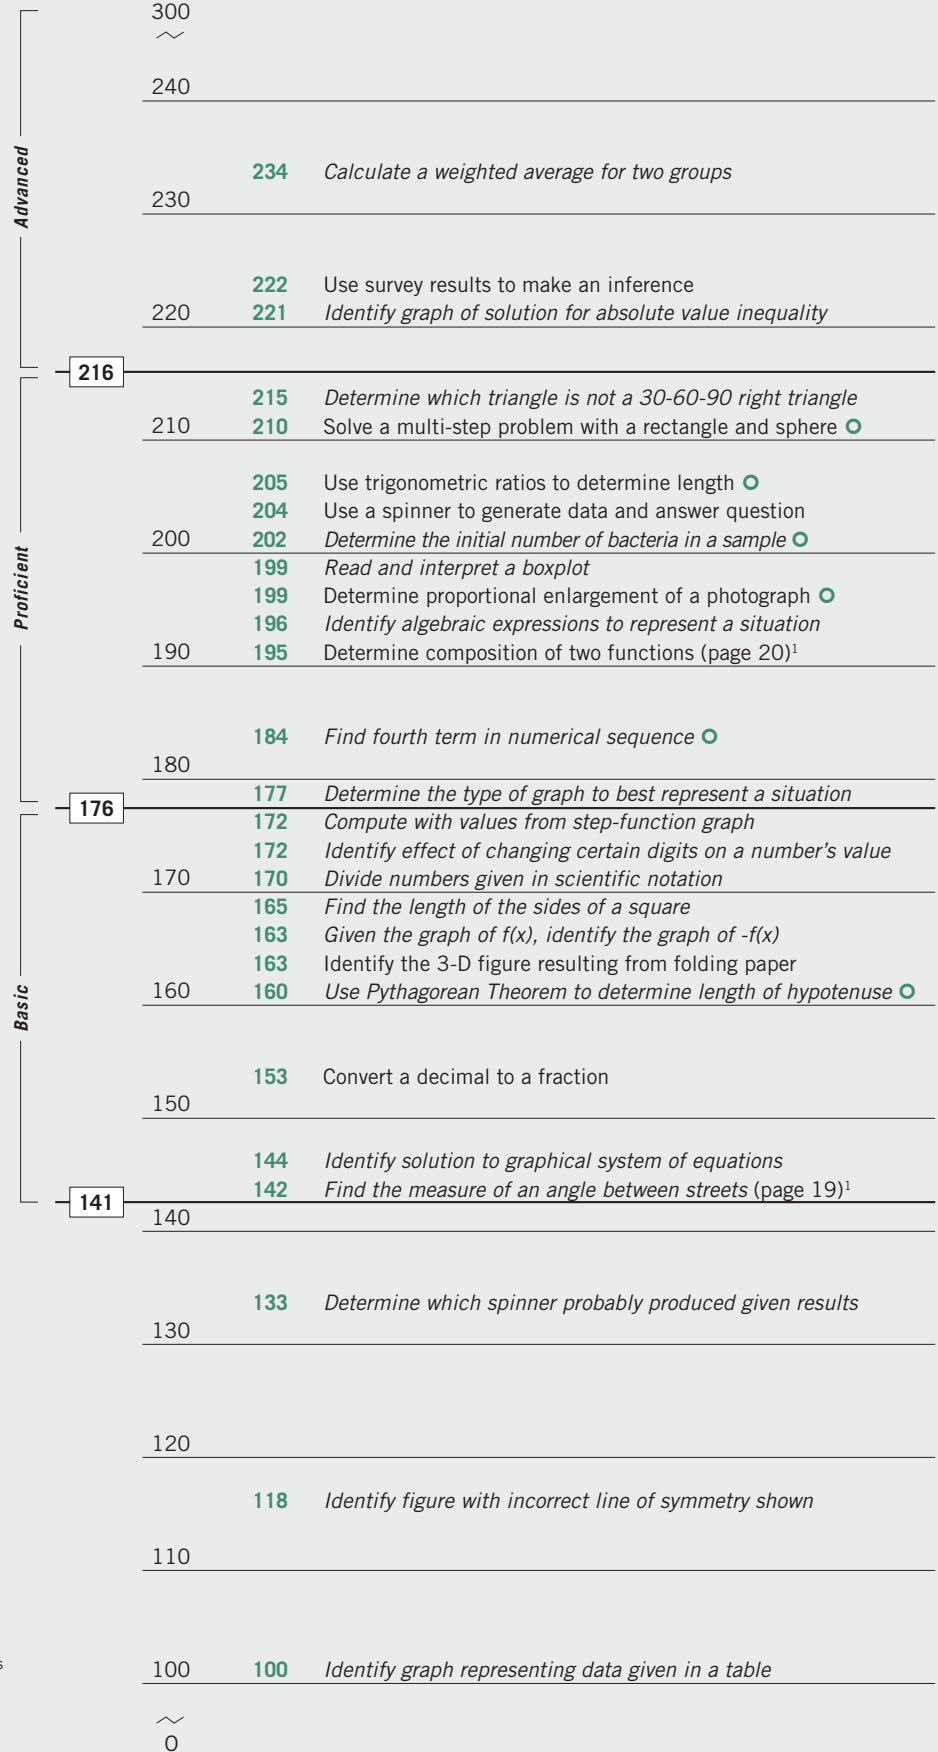 300
240
234 Calculate a weighted average for two groups
230
Advanced
222 Use survey results to make an inference
220 221 Identify graph of solution for absolute value inequality
216
215 Determine which triangle is not a 30-60-90 right triangle
210 210 Solve a multi-step problem with a rectangle and sphere
205 Use trigonometric ratios to determine length
204 Use a spinner to generate data and answer question
200 202 Determine the initial number of bacteria in a sample
199 Read and interpret a boxplot
Proficient
199 Determine proportional enlargement of a photograph
196 Identify algebraic expressions to represent a situation
190 195 Determine composition of two functions (page 20)¹
184 Find fourth term in numerical sequence
180
177 Determine the type of graph to best represent a situation
176
172 Compute with values from step-function graph
172 Identify effect of changing certain digits on a number's value
170 170 Divide numbers given in scientific notation
165 Find the length of the sides of a square
163 Given the graph of f(x), identify the graph of -f(x)
163 Identify the 3-D figure resulting from folding paper
160 160 Use Pythagorean Theorem to determine length of hypotenuse
Basic
153 Convert a decimal to a fraction
150
144 Identify solution to graphical system of equations
142 Find the measure of an angle between streets (page 19)¹
141
140
133 Determine which spinner probably produced given results
130
120
118 Identify figure with incorrect line of symmetry shown
110
s
100 100 Identify graph representing data given in a table
0